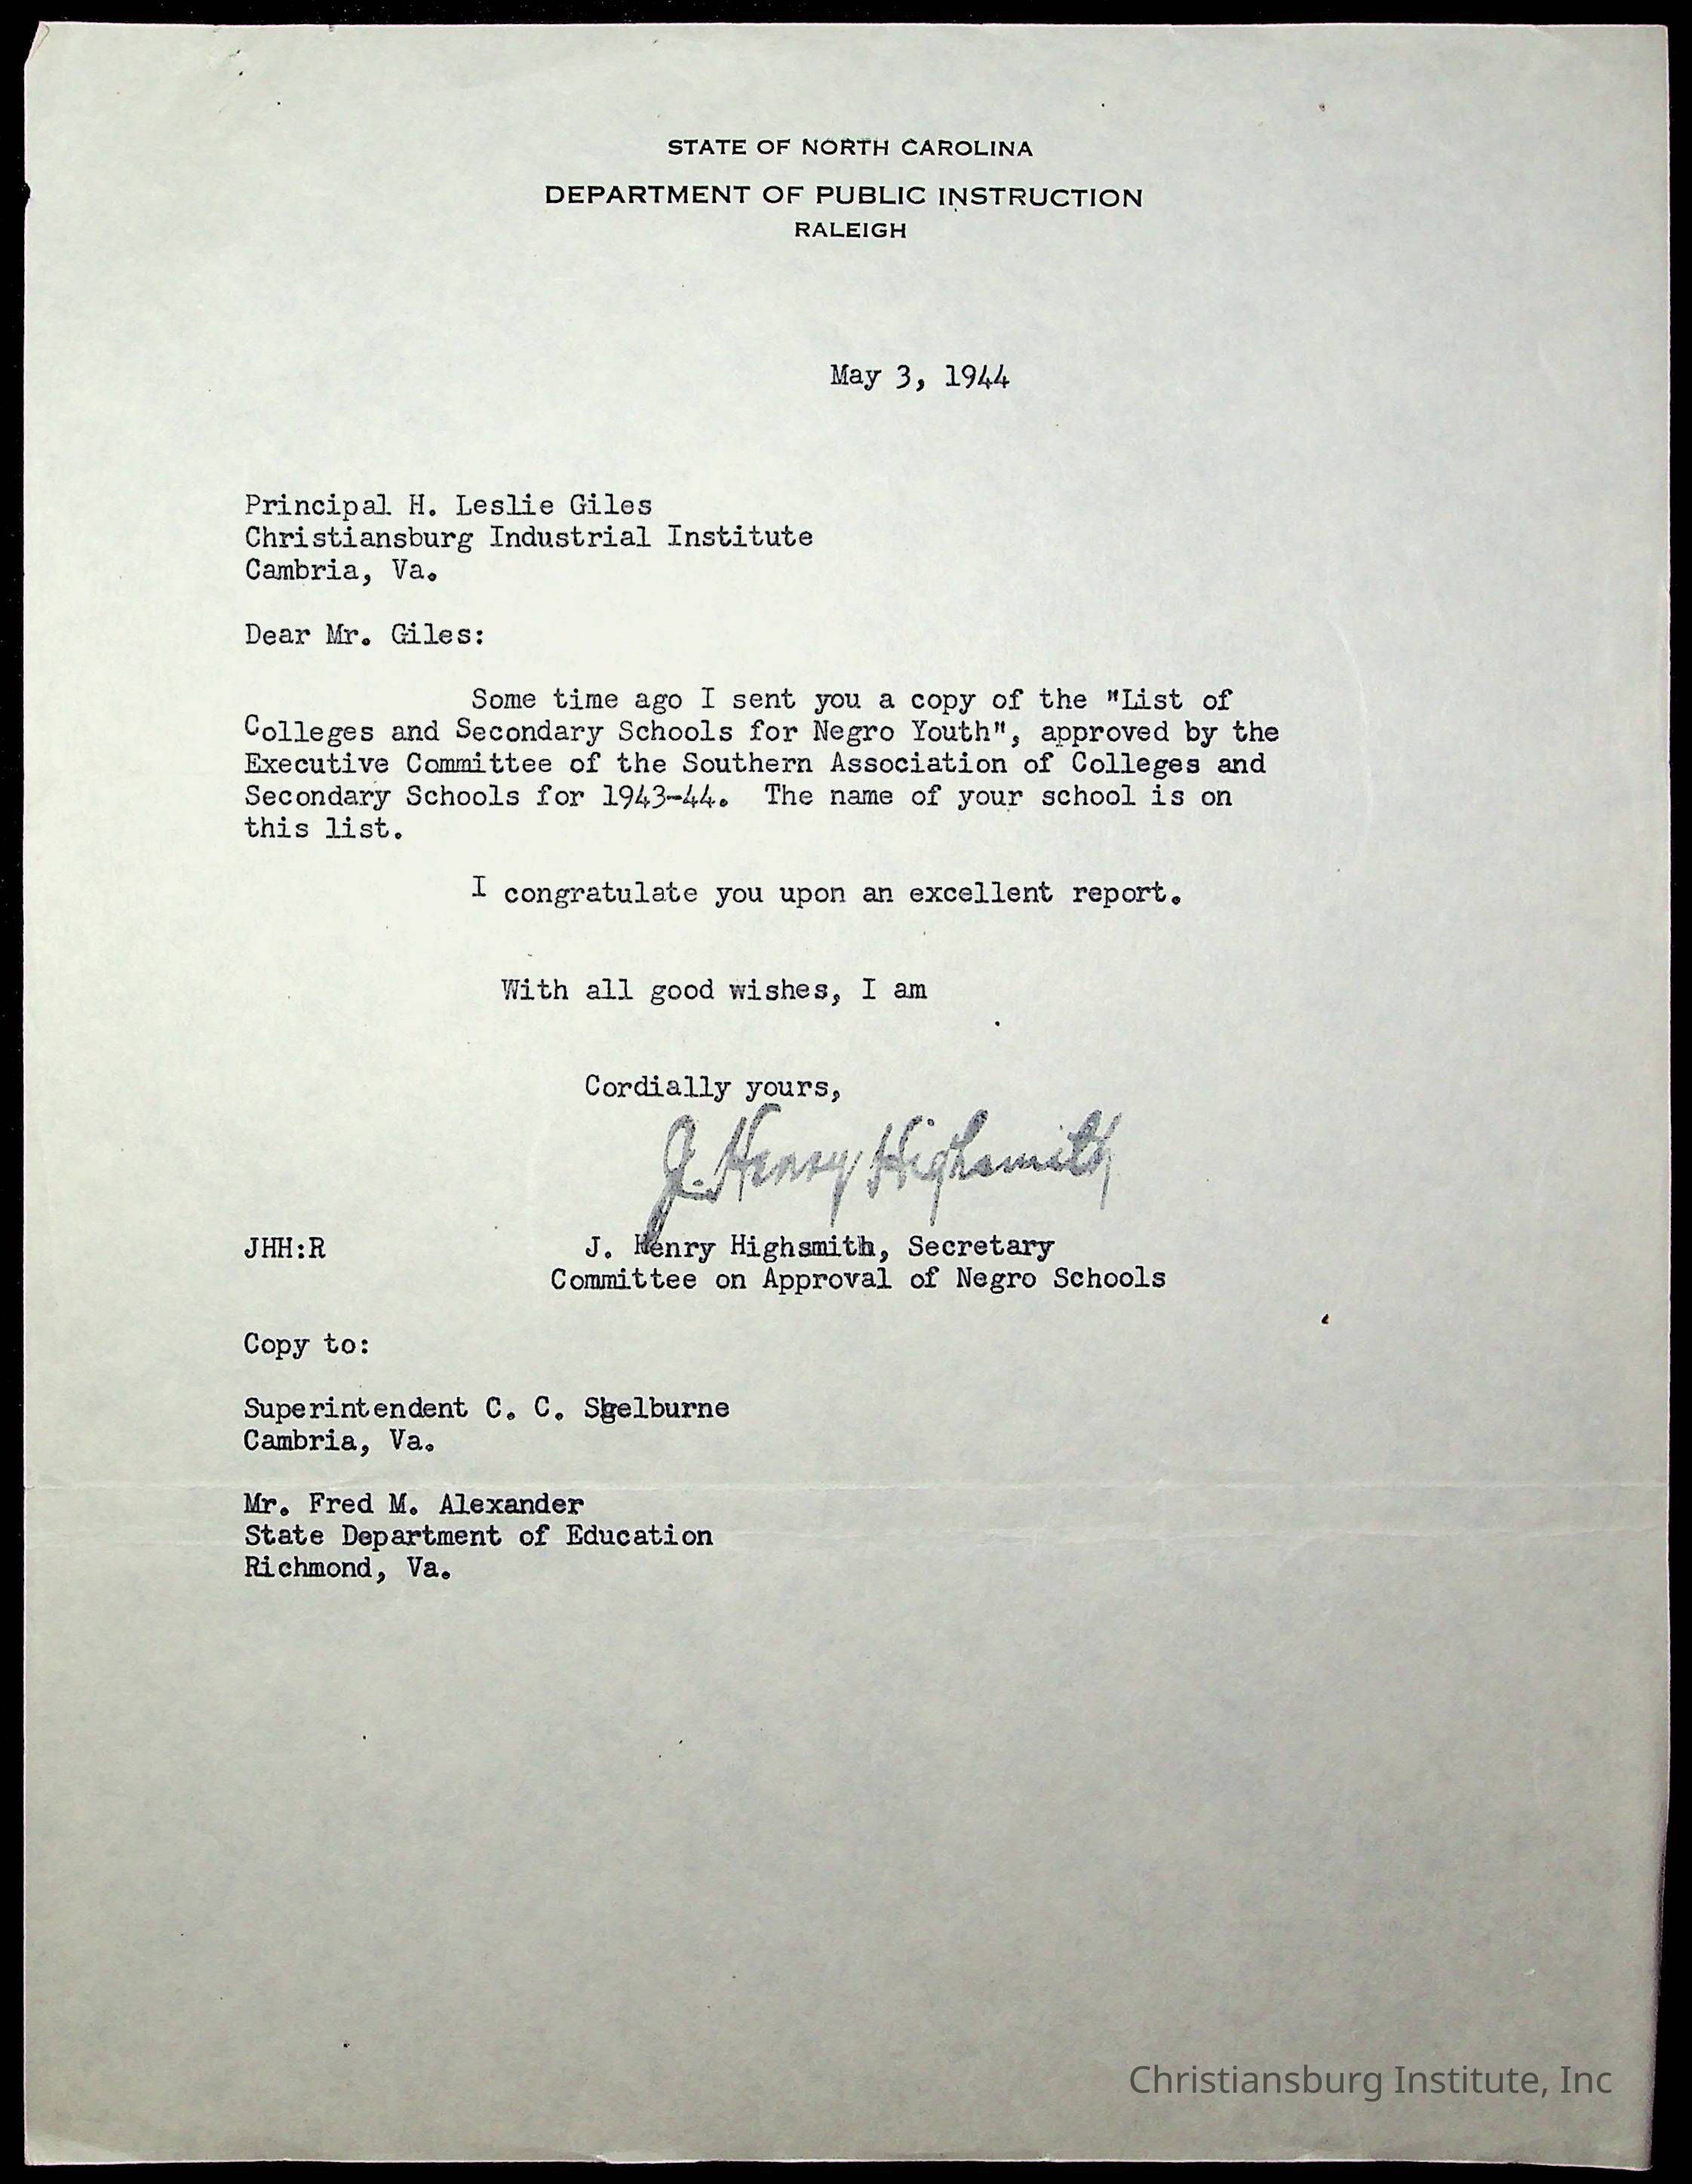 STATE OF NORTH CAROLINA
DEPARTMENT OF PUBLIC INSTRUCTION
RALEIGH
May 3, 1944
Principal H. Leslie Giles
Christiansburg Industrial Institute
Cambria, Va.
Dear Mr. Giles:
Some time ago I sent you a copy of the "List of
Colleges and Secondary Schools for Negro Youth", approved by the
Executive Committee of the Southern Association of Colleges and
Secondary Schools for 1943-44. The name of your school is on
this list.
I congratulate you upon an excellent report.
With all good wishes, I am
Cordially yours,
J. Henry Highsmith
JHH:R J. Henry Highsmith, Secretary
Committee on Approval of Negro Schools
Copy to:
Superintendent C. C. Shelburne
Cambria, Va.
Mr. Fred M. Alexander
State Department of Education
Richmond, Va.
Christiansburg Institute, Inc